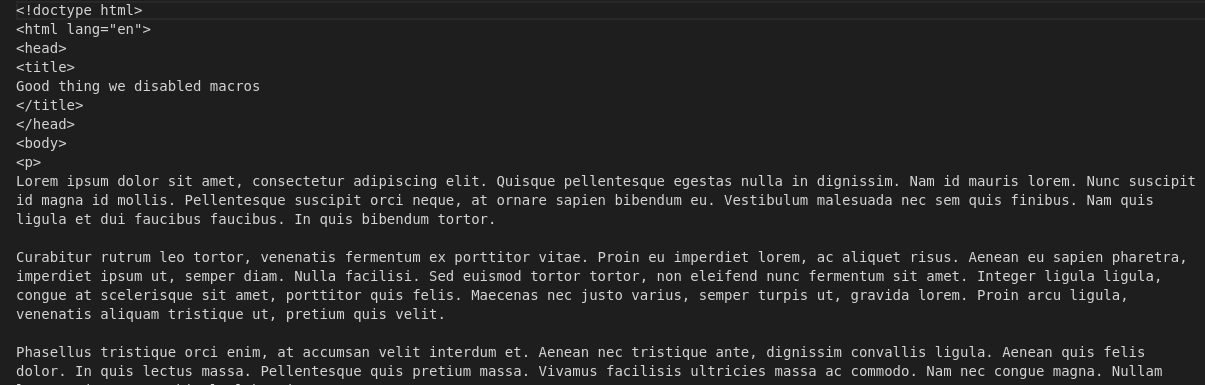 <!doctype html>
<html lang="en">
<head>
<title>
Good thing we disabled macros
</title>
</head>
<body>
<p>
Lorem ipsum dolor sit amet, consectetur adipiscing elit. Quisque pellentesque egestas nulla in dignissim. Nam id mauris lorem. Nunc suscipit
id magna id mollis. Pellentesque suscipit orci neque, at ornare sapien bibendum eu. Vestibulum malesuada nec sem quis finibus. Nam quis
ligula et dui faucibus faucibus. In quis bibendum tortor.

Curabitur rutrum leo tortor, venenatis fermentum ex porttitor vitae. Proin eu imperdiet lorem, ac aliquet risus. Aenean eu sapien pharetra,
imperdiet ipsum ut, semper diam. Nulla facilisi. Sed euismod tortor tortor, non eleifend nunc fermentum sit amet. Integer ligula ligula,
congue at scelerisque sit amet, porttitor quis felis. Maecenas nec justo varius, semper turpis ut, gravida lorem. Proin arcu ligula,
venenatis aliquam tristique ut, pretium quis velit.

Phasellus tristique orci enim, at accumsan velit interdum et. Aenean nec tristique ante, dignissim convallis ligula. Aenean quis felis
dolor. In quis lectus massa. Pellentesque quis pretium massa. Vivamus facilisis ultricies massa ac commodo. Nam nec congue magna. Nullam